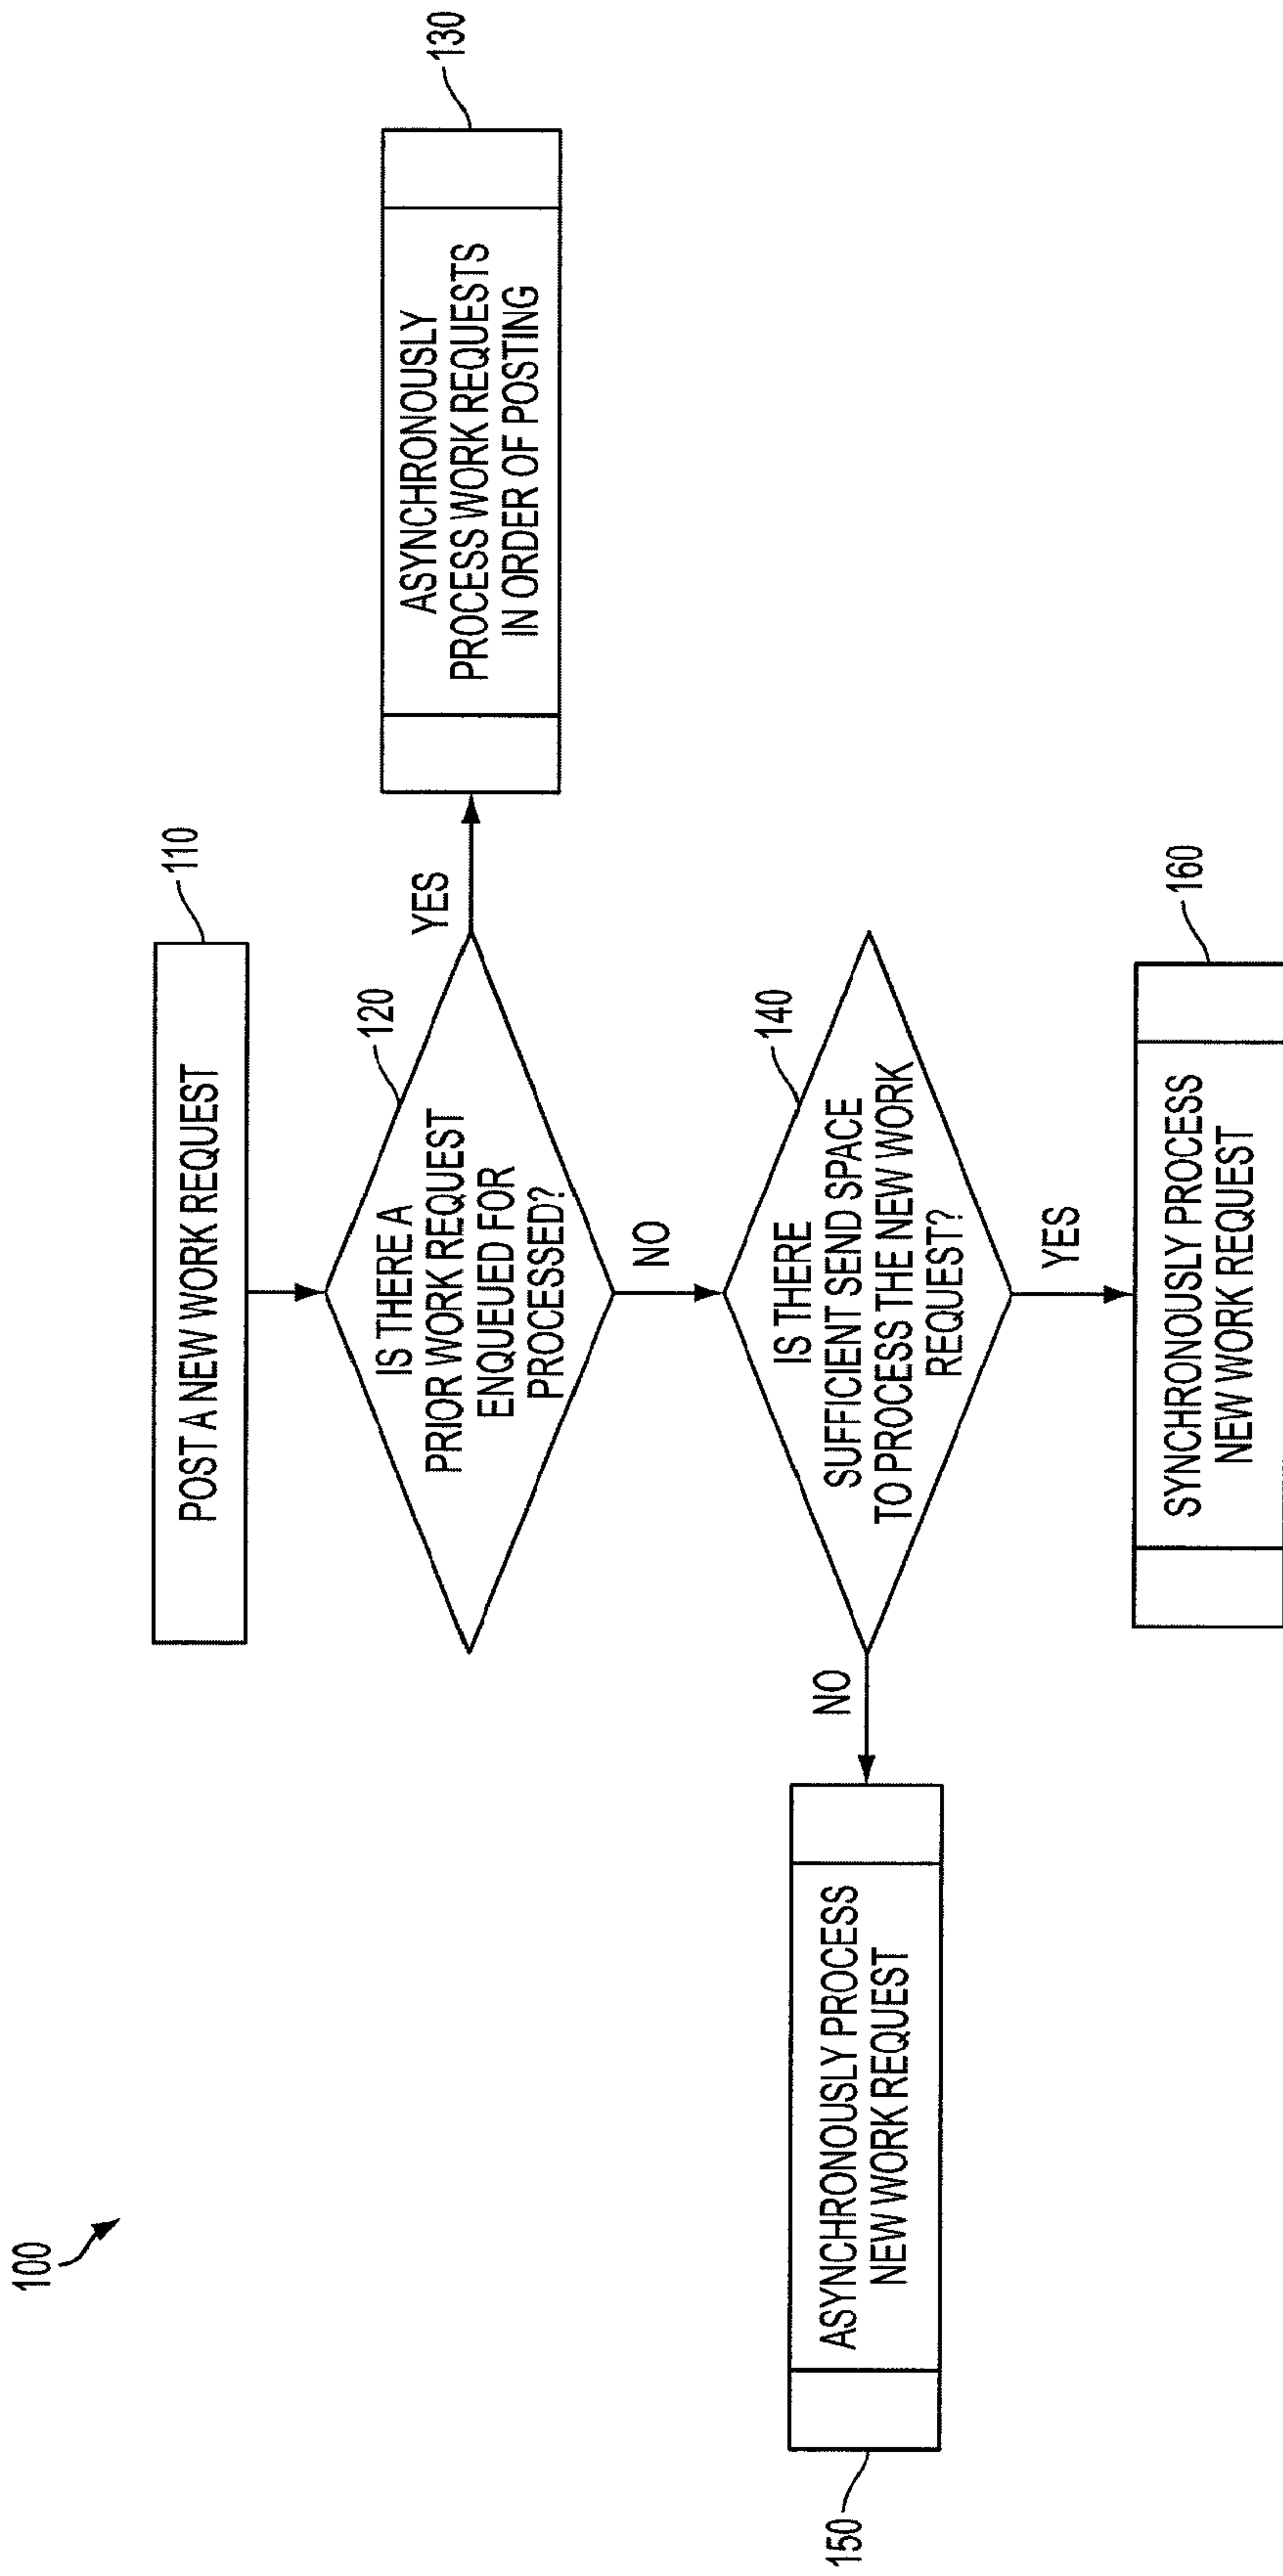 100
POST A NEW WORK REQUEST
110
IS THERE A
PRIOR WORK REQUEST
ENQUEUED FOR
PROCESSED?
120
YES
ASYNCHRONOUSLY
PROCESS WORK REQUESTS
IN ORDER OF POSTING
130
NO
IS THERE
SUFFICIENT SEND SPACE
TO PROCESS THE NEW WORK
REQUEST?
140
NO
ASYNCHRONOUSLY PROCESS
NEW WORK REQUEST
150
YES
SYNCHRONOUSLY PROCESS
NEW WORK REQUEST
160